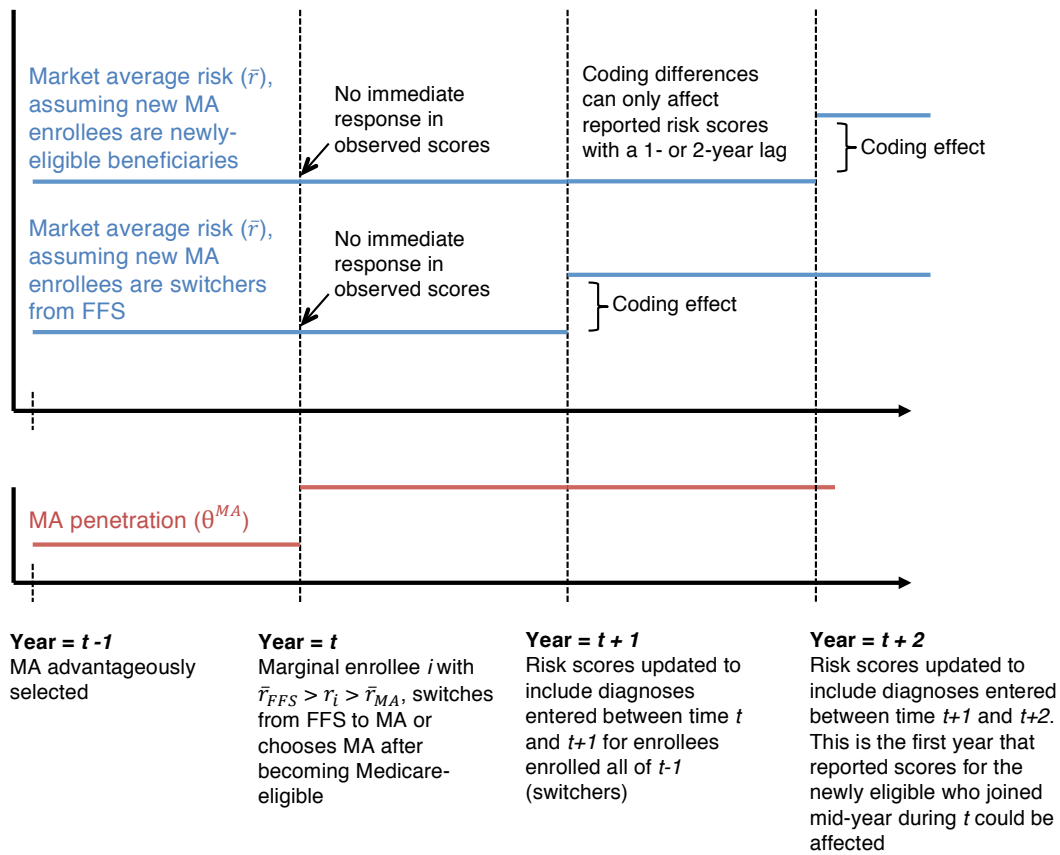 Market average risk (r̄),
assuming new MA
enrollees are newly-
eligible beneficiaries
No immediate
response in
observed scores
Coding differences
can only affect
reported risk scores
with a 1- or 2-year lag
Coding effect
Market average risk (r̄),
assuming new MA
enrollees are switchers
from FFS
No immediate
response in
observed scores
Coding effect
MA penetration (θ^MA)
Year = t -1
MA advantageously
selected
Year = t
Marginal enrollee i with
r̄_FFS > r_i > r̄_MA, switches
from FFS to MA or
chooses MA after
becoming Medicare-
eligible
Year = t + 1
Risk scores updated to
include diagnoses
entered between time t
and t+1 for enrollees
enrolled all of t-1
(switchers)
Year = t + 2
Risk scores updated to
include diagnoses entered
between time t+1 and t+2.
This is the first year that
reported scores for the
newly eligible who joined
mid-year during t could be
affected